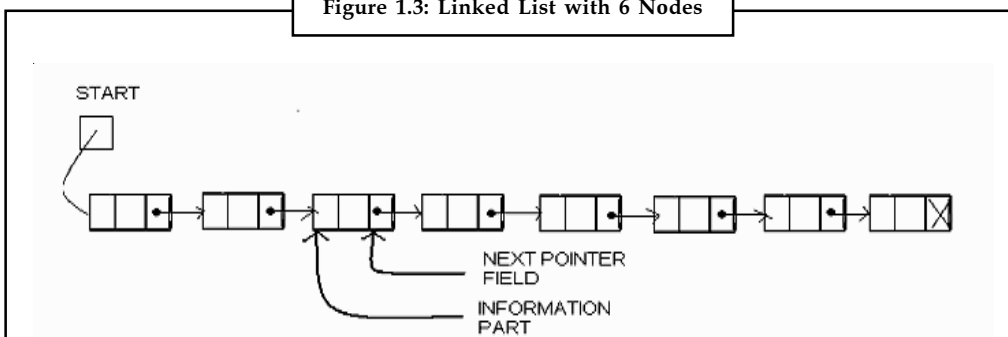 Figure 1.3: Linked List with 6 Nodes
START
NEXT POINTER
FIELD
INFORMATION
PART